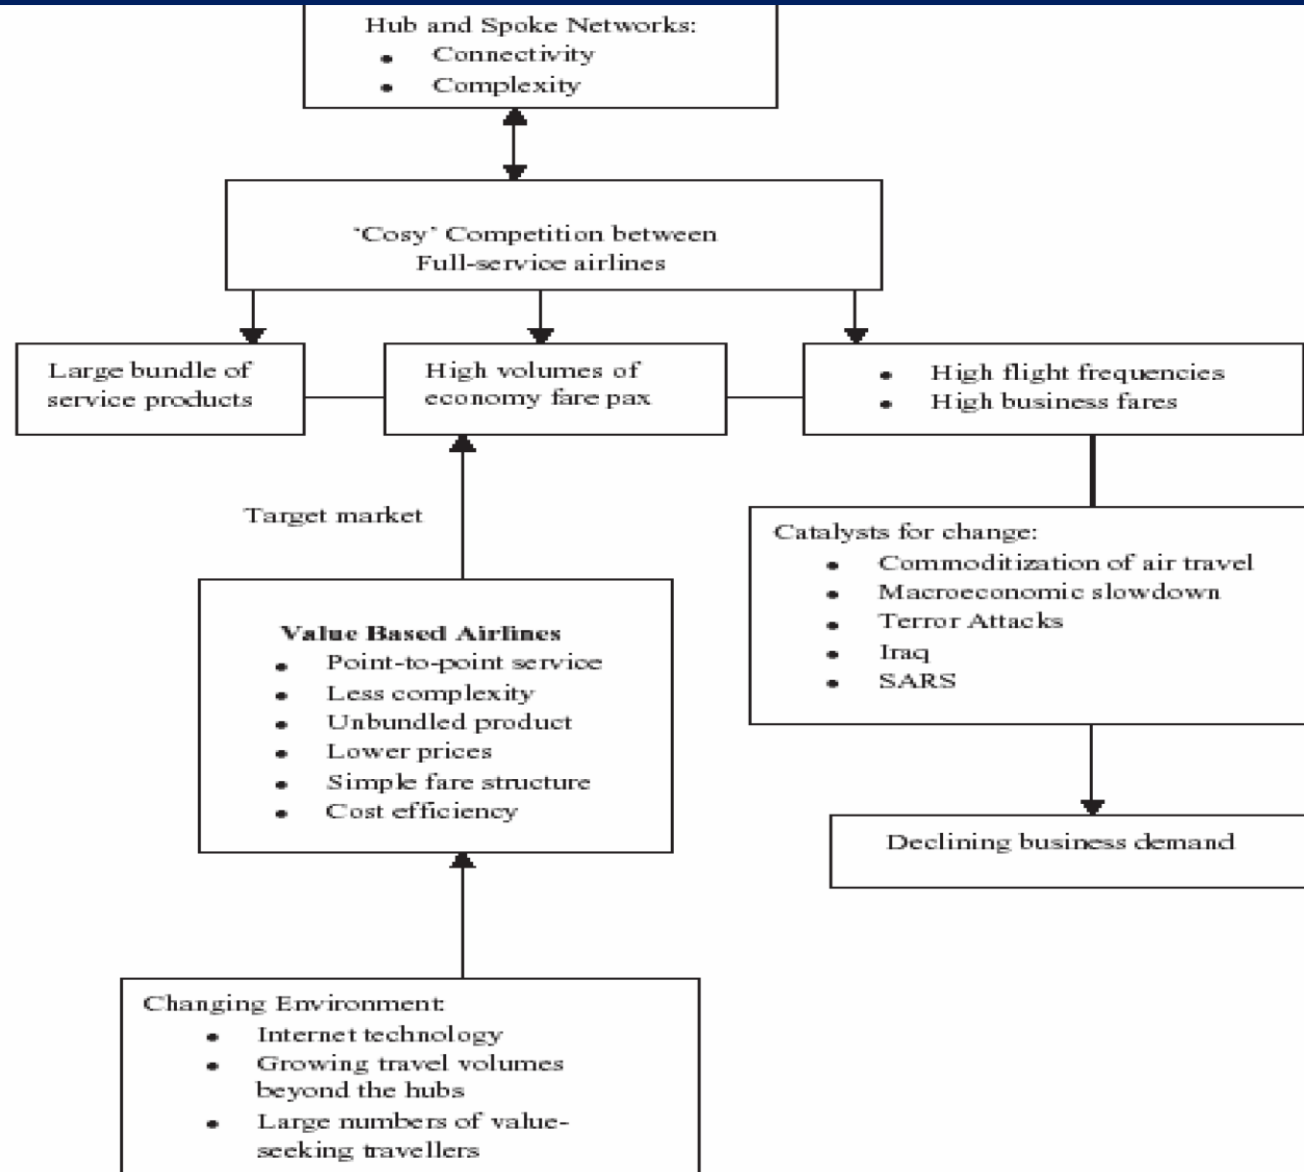 Hub and Spoke Networks:
• Connectivity
• Complexity
‘Cosy’ Competition between
Full-service airlines
Large bundle of
service products
High volumes of
economy fare pax
• High flight frequencies
• High business fares
Target market
Catalysts for change:
• Commoditization of air travel
• Macroeconomic slowdown
• Terror Attacks
• Iraq
• SARS
Value Based Airlines
• Point-to-point service
• Less complexity
• Unbundled product
• Lower prices
• Simple fare structure
• Cost efficiency
Declining business demand
Changing Environment:
• Internet technology
• Growing travel volumes
beyond the hubs
• Large numbers of value-
seeking travellers